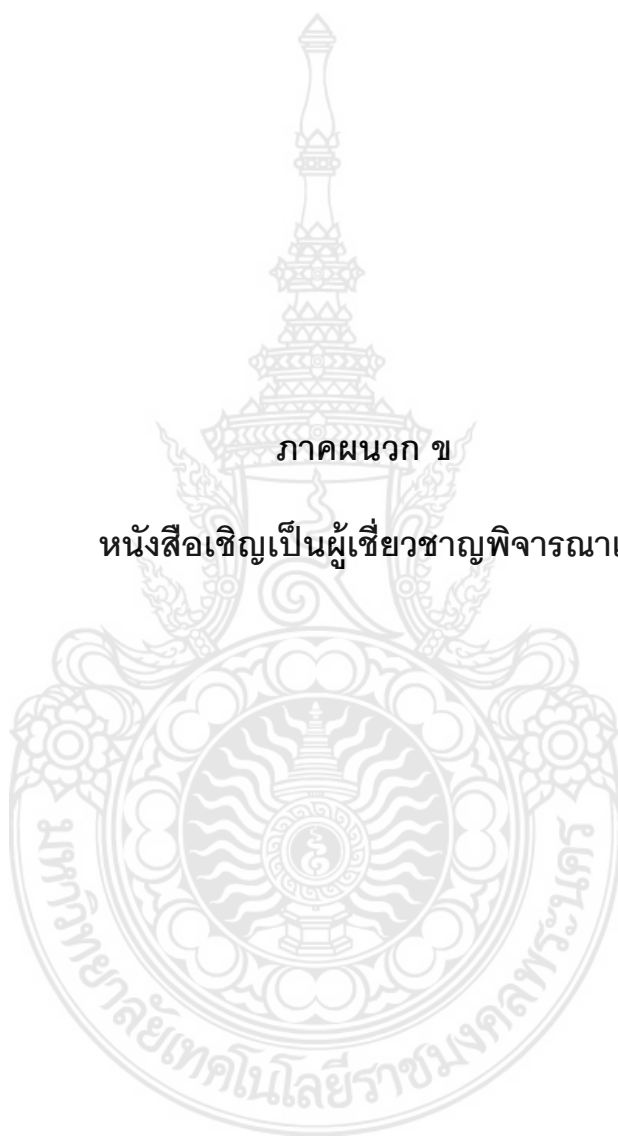 ภาคผนวก ข
หนังสือเชิญเป็นผู้เชี่ยวชาญพิจารณา
มหาวิทยาลัยเทคโนโลยีราชมงคลพระนคร